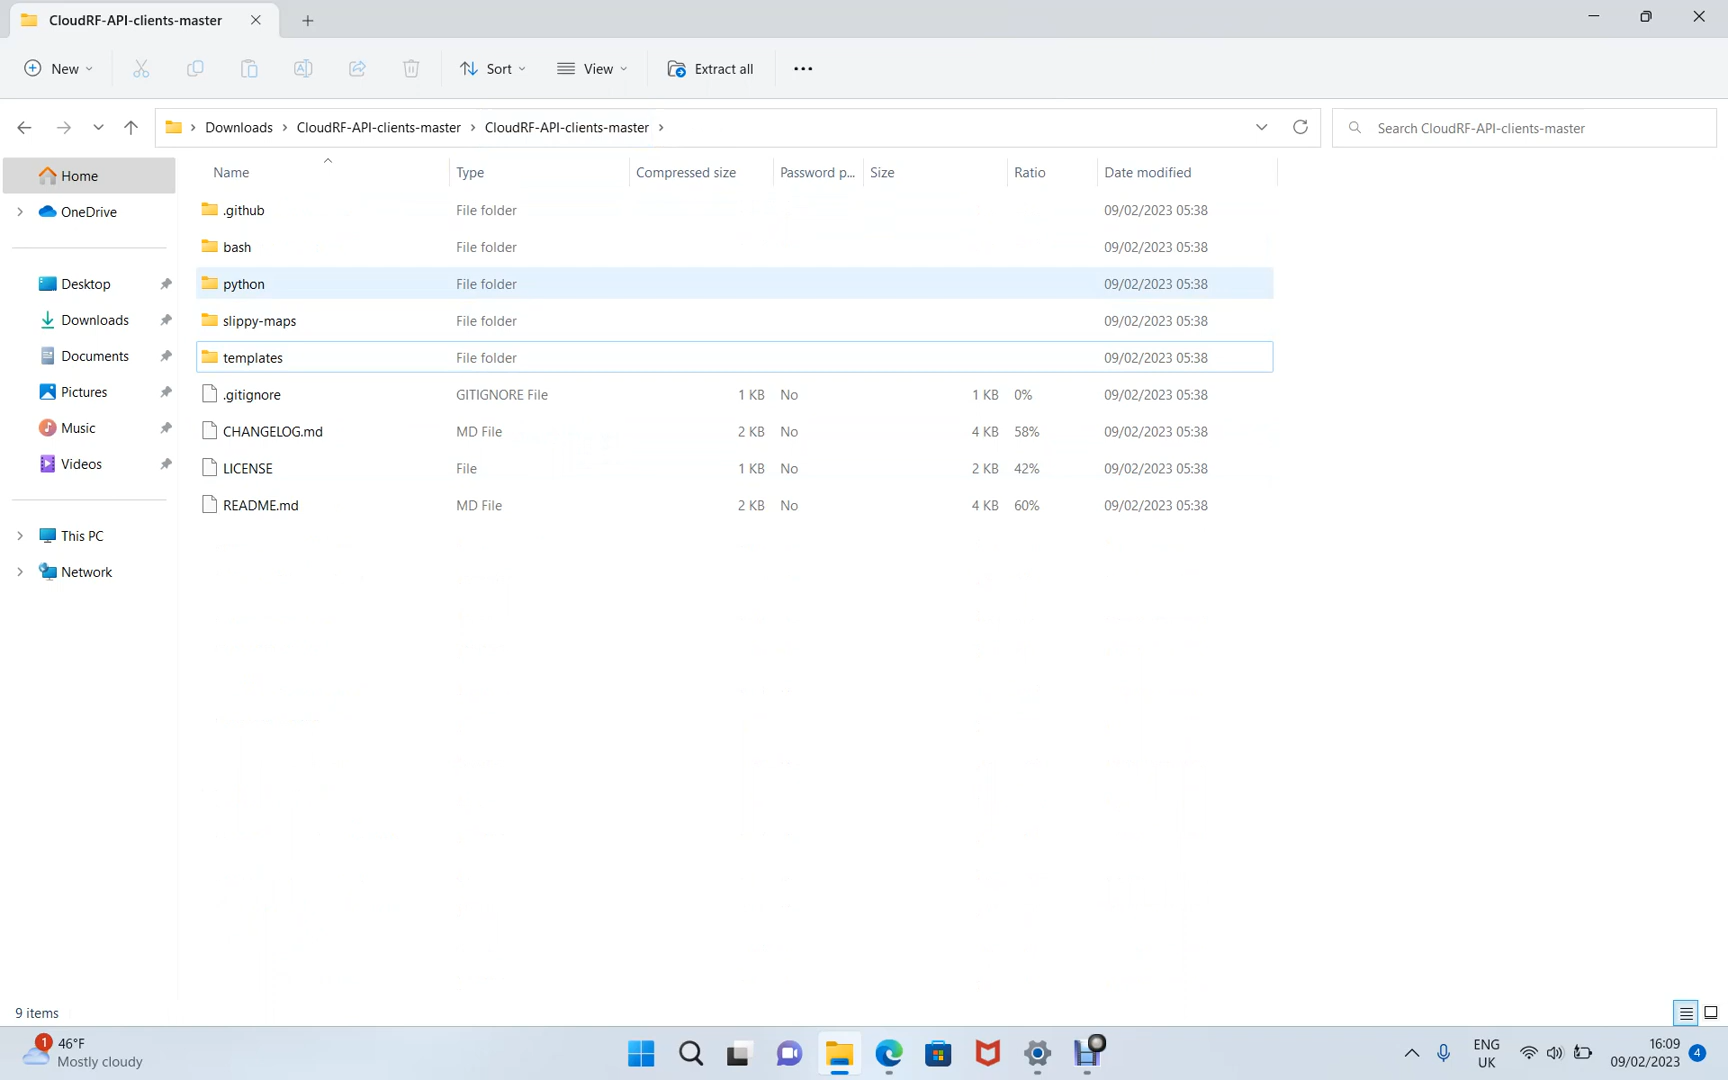 CloudRF-API-clients-master
New
Sort
View
Extract all
Downloads > CloudRF-API-clients-master > CloudRF-API-clients-master >
Search CloudRF-API-clients-master
Name Type Compressed size Password p... Size Ratio Date modified
Home
OneDrive
Desktop
Downloads
Documents
Pictures
Music
Videos
This PC
Network
.github File folder 09/02/2023 05:38
bash File folder 09/02/2023 05:38
python File folder 09/02/2023 05:38
slippy-maps File folder 09/02/2023 05:38
templates File folder 09/02/2023 05:38
.gitignore GITIGNORE File 1 KB No 1 KB 0% 09/02/2023 05:38
CHANGELOG.md MD File 2 KB No 4 KB 58% 09/02/2023 05:38
LICENSE File 1 KB No 2 KB 42% 09/02/2023 05:38
README.md MD File 2 KB No 4 KB 60% 09/02/2023 05:38
9 items
1 46°F
Mostly cloudy
ENG
UK
16:09
09/02/2023
4